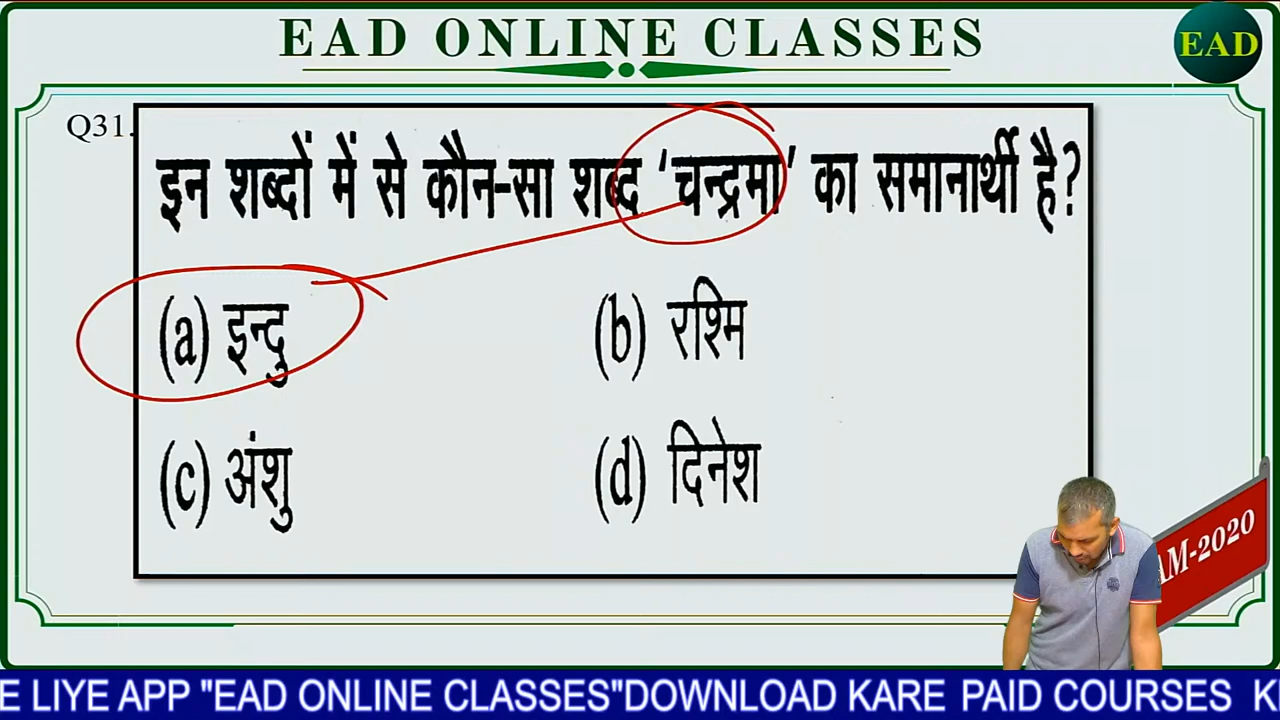 EAD ONLINE CLASSES
EAD
Q31.
इन शब्दों में से कौन-सा शब्द 'चन्द्रमा' का समानार्थी है?
(a) इन्दु
(b) रश्मि
(c) अंशु
(d) दिनेश
AM-2020
E LIYE APP "EAD ONLINE CLASSES"DOWNLOAD KARE PAID COURSES